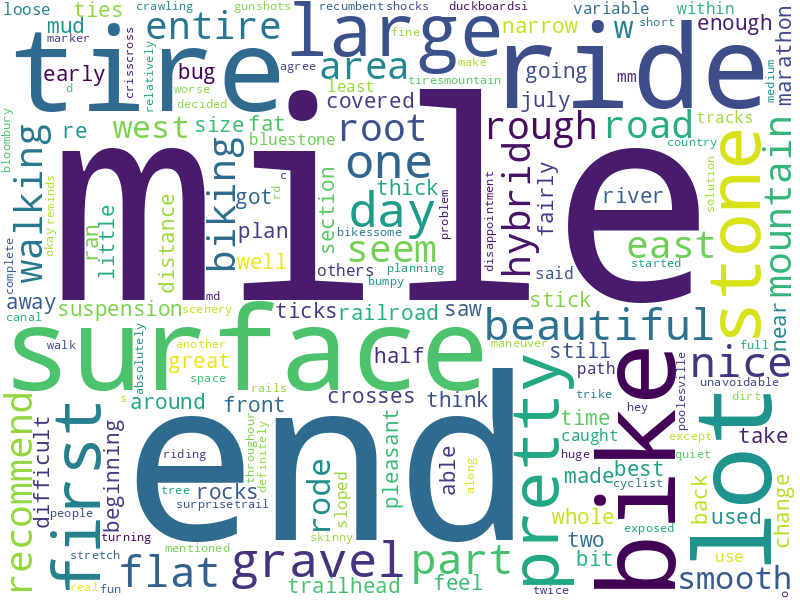 loose
ties
crawling
gunshots
recumbent
shocks
duckboardsi
variable
within
mud
entire
large
narrow
w
enough
marathon
marker
crisscross
relatively
fine
agree
make
short
medium
tire
ride
early
bug
area
going
tiresmountain
least
mm
d
worse
decided
covered
july
bloombury
walking
re
west
size
fat
bluestone
root
rough
road
tracks
country
one
okay
reminds
ran
little
distance
biking
got
c
section
thick
day
hybrid
fairly
river
stone
solution
mountain
plan
rd
bikessome
problem
disappointment
seem
east
mile
well
others
planning
said
started
complete
away
md
bumpy
suspension
scenery
ticks
railroad
saw
stick
near
canal
surface
beautiful
walk
absolutely
another
great
space
rails
half
maneuver
still
path
full
nice
unavoidable
crosses
think
trike
dirt
poolesville
recommend
first
s
around
front
pretty
time
hey
bike
except
quiet
lot
take
difficult
beginning
riding
tree
people
end
throughour
definitely
pleasant
able
along
caught
huge
best
made
cyclist
rode
sloped
rocks
surprisetrail
back
used
change
turning
mentioned
skinny
whole
two
exposed
stretch
gravel
part
bit
use
real
fun
flat
trailhead
feel
twice
smooth
o